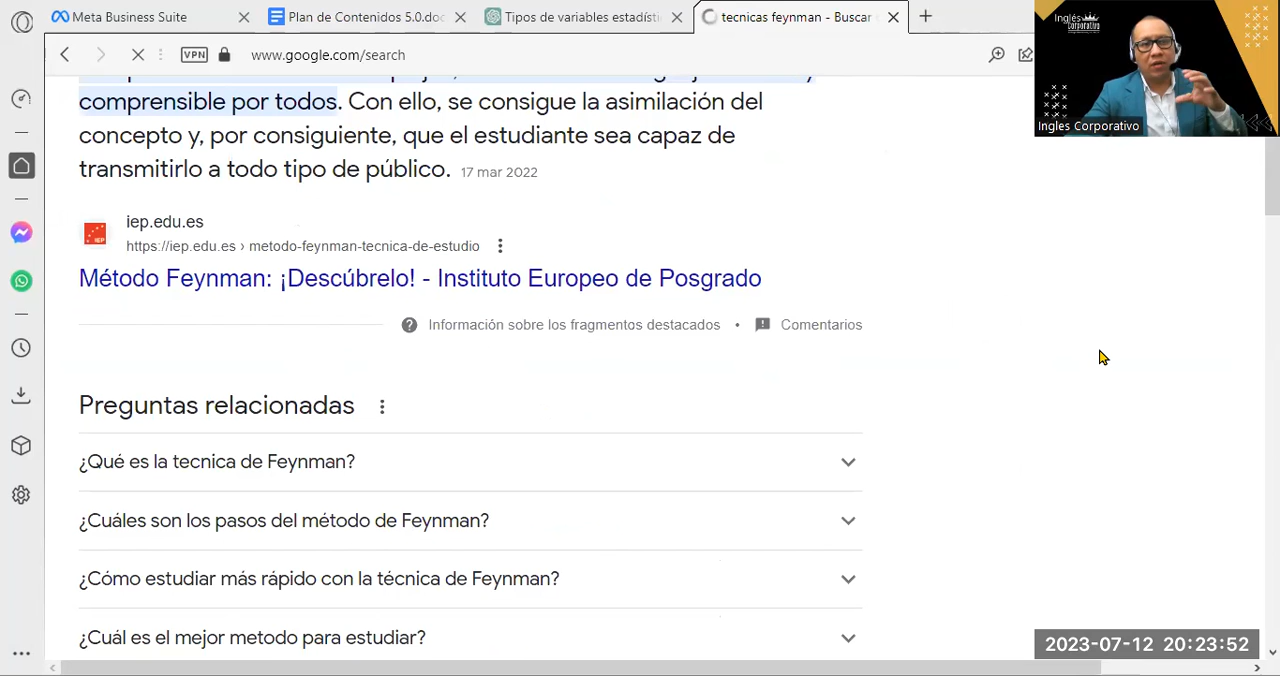 Meta Business Suite
Plan de Contenidos 5.0.doc
Tipos de variables estadísti
tecnicas feynman - Buscar
VPN
www.google.com/search
Inglés
Corporativo
Ingles Corporativo
comprensible por todos. Con ello, se consigue la asimilación del
concepto y, por consiguiente, que el estudiante sea capaz de
transmitirlo a todo tipo de público. 17 mar 2022
iep.edu.es
https://iep.edu.es › metodo-feynman-tecnica-de-estudio
Método Feynman: ¡Descúbrelo! - Instituto Europeo de Posgrado
Información sobre los fragmentos destacados • Comentarios
Preguntas relacionadas
¿Qué es la tecnica de Feynman?
¿Cuáles son los pasos del método de Feynman?
¿Cómo estudiar más rápido con la técnica de Feynman?
¿Cuál es el mejor metodo para estudiar?
2023-07-12 20:23:52